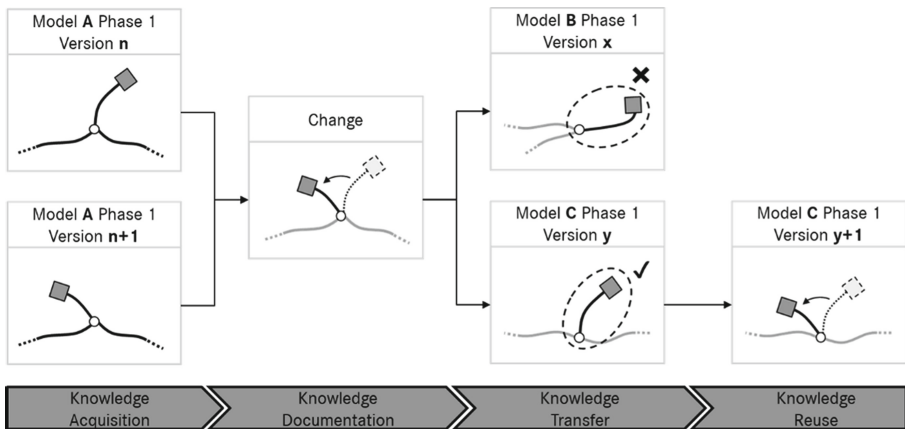 Model A Phase 1
Version n
Model A Phase 1
Version n+1
Change
Model B Phase 1
Version x
Model C Phase 1
Version y
Model C Phase 1
Version y+1
Knowledge
Acquisition
Knowledge
Documentation
Knowledge
Transfer
Knowledge
Reuse